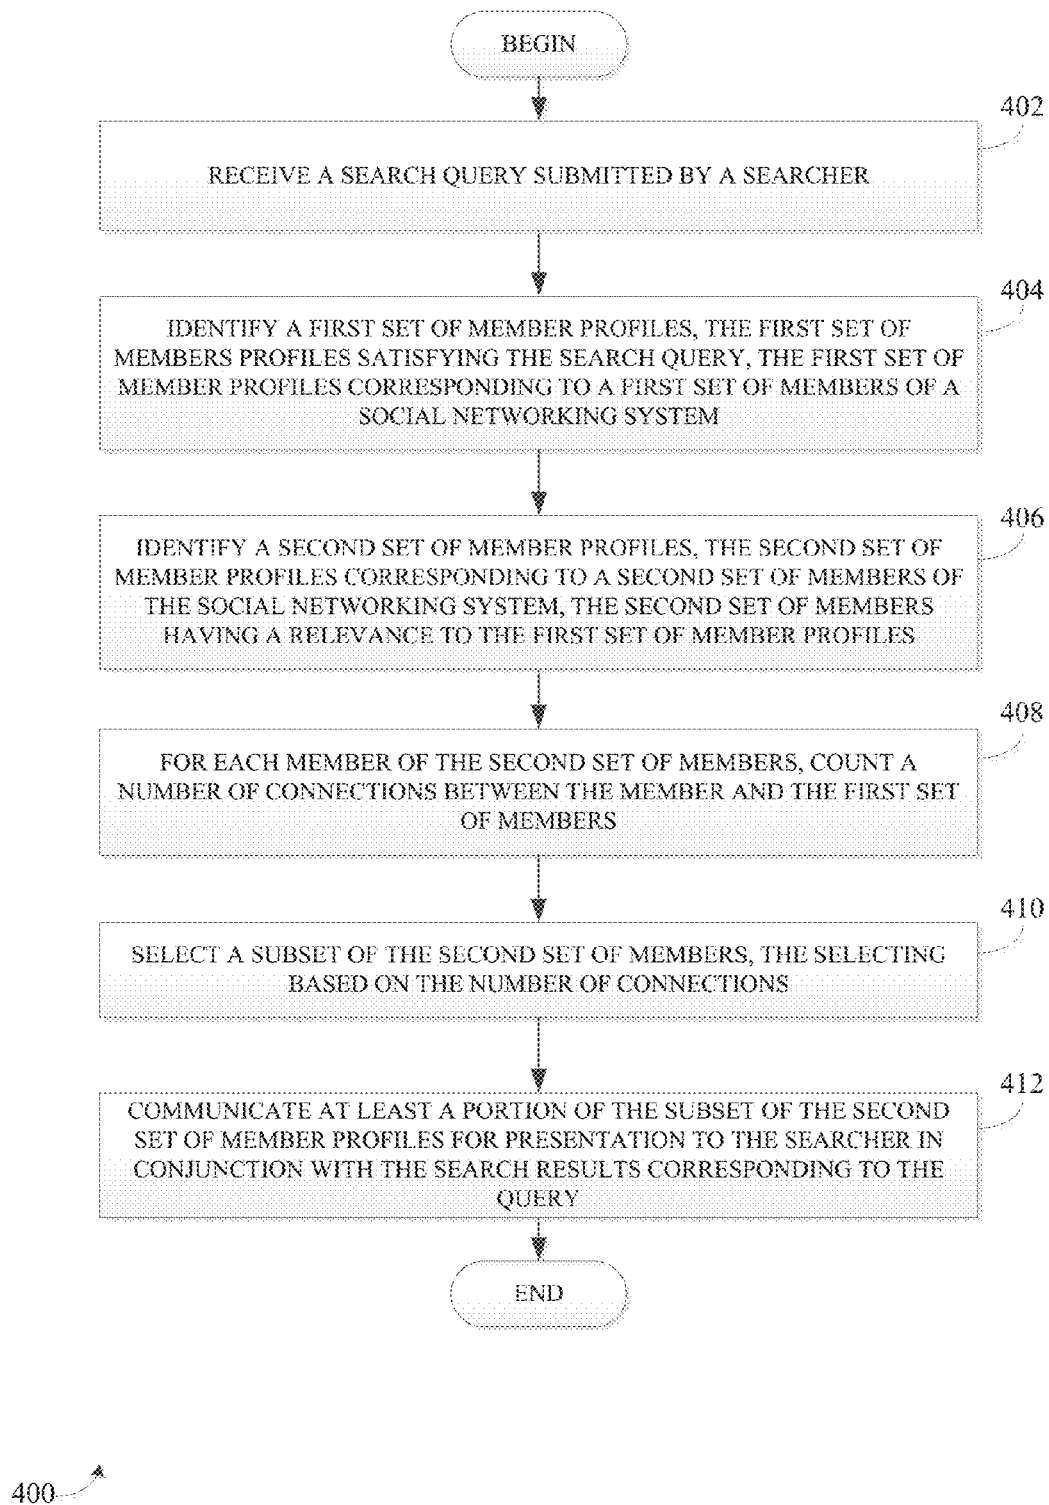 BEGIN
402
RECEIVE A SEARCH QUERY SUBMITTED BY A SEARCHER
404
IDENTIFY A FIRST SET OF MEMBER PROFILES, THE FIRST SET OF
MEMBERS PROFILES SATISFYING THE SEARCH QUERY, THE FIRST SET OF
MEMBER PROFILES CORRESPONDING TO A FIRST SET OF MEMBERS OF A
SOCIAL NETWORKING SYSTEM
406
IDENTIFY A SECOND SET OF MEMBER PROFILES, THE SECOND SET OF
MEMBER PROFILES CORRESPONDING TO A SECOND SET OF MEMBERS OF
THE SOCIAL NETWORKING SYSTEM, THE SECOND SET OF MEMBERS
HAVING A RELEVANCE TO THE FIRST SET OF MEMBER PROFILES
408
FOR EACH MEMBER OF THE SECOND SET OF MEMBERS, COUNT A
NUMBER OF CONNECTIONS BETWEEN THE MEMBER AND THE FIRST SET
OF MEMBERS
410
SELECT A SUBSET OF THE SECOND SET OF MEMBERS, THE SELECTING
BASED ON THE NUMBER OF CONNECTIONS
412
COMMUNICATE AT LEAST A PORTION OF THE SUBSET OF THE SECOND
SET OF MEMBER PROFILES FOR PRESENTATION TO THE SEARCHER IN
CONJUNCTION WITH THE SEARCH RESULTS CORRESPONDING TO THE
QUERY
END
400